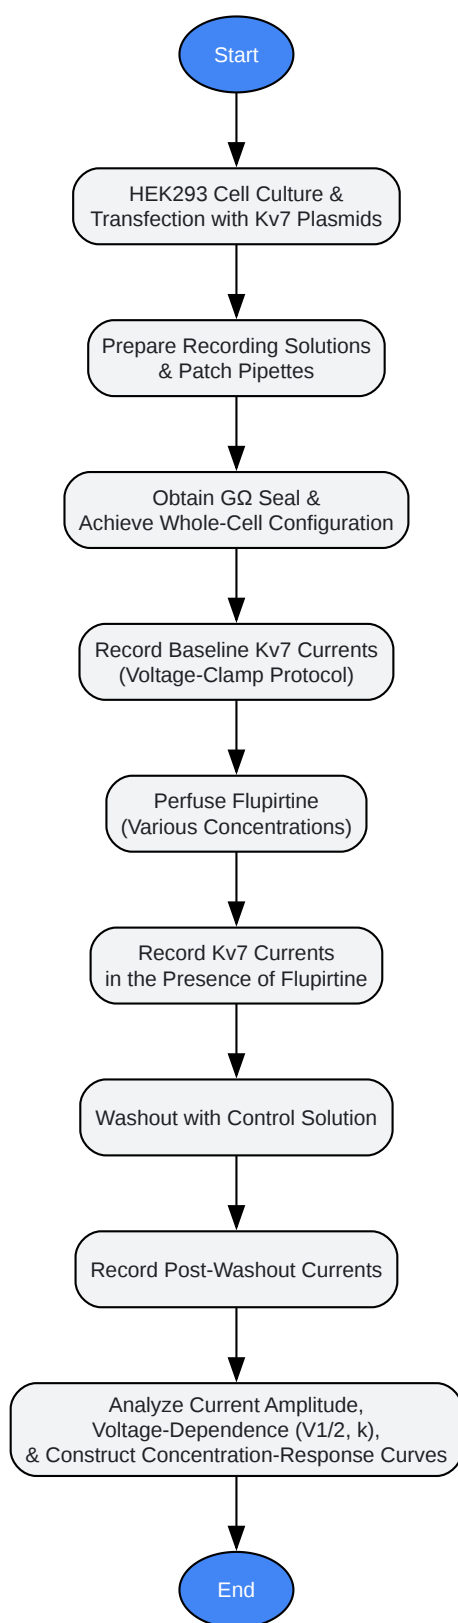 Start
HEK293 Cell Culture &
Transfection with Kv7 Plasmids
Prepare Recording Solutions
& Patch Pipettes
Obtain GΩ Seal &
Achieve Whole-Cell Configuration
Record Baseline Kv7 Currents
(Voltage-Clamp Protocol)
Perfuse Flupirtine
(Various Concentrations)
Record Kv7 Currents
in the Presence of Flupirtine
Washout with Control Solution
Record Post-Washout Currents
Analyze Current Amplitude,
Voltage-Dependence (V1/2, k),
& Construct Concentration-Response Curves
End